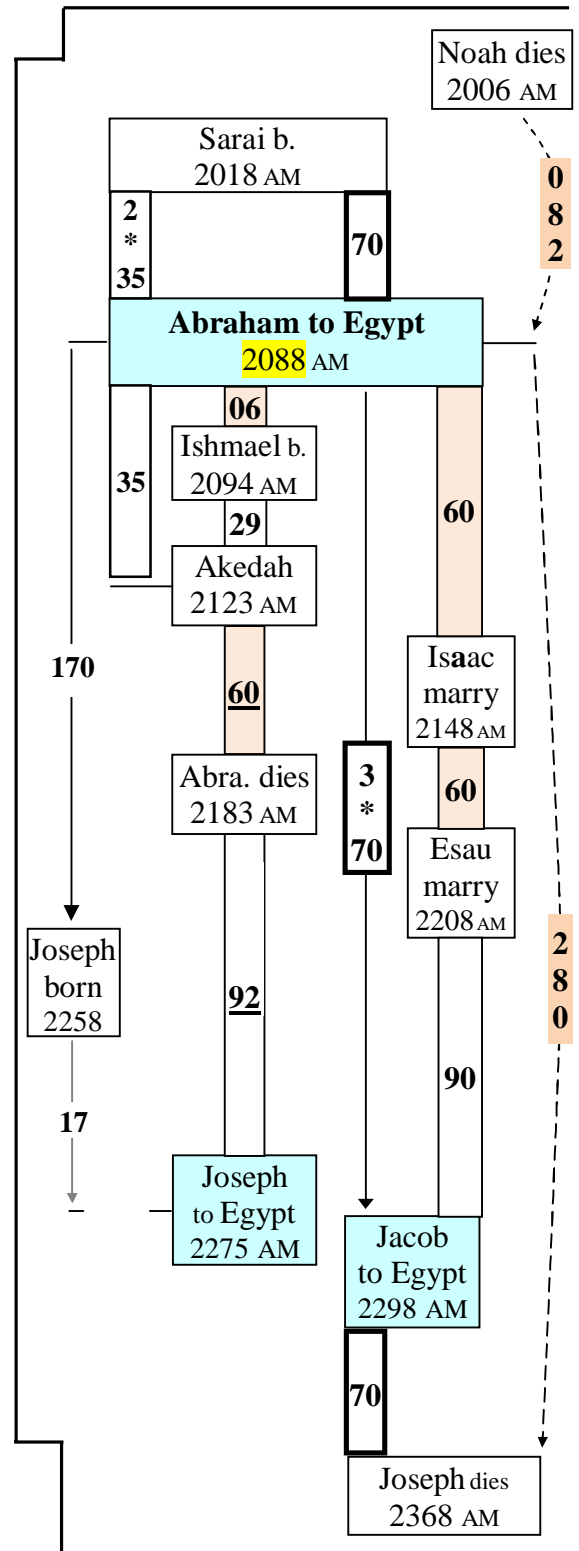 Noah dies
2006 AM
Sarai b.
2018 AM
0
8
2
2
*
35
70
Abraham to Egypt
2088 AM
06
Ishmael b.
2094 AM
35
29
60
Akedah
2123 AM
170
60
Isaac
marry
2148 AM
Abra. dies
2183 AM
3
*
70
60
Esau
marry
2208 AM
Joseph
born
2258
92
2
8
0
90
17
Joseph
to Egypt
2275 AM
Jacob
to Egypt
2298 AM
70
Joseph dies
2368 AM